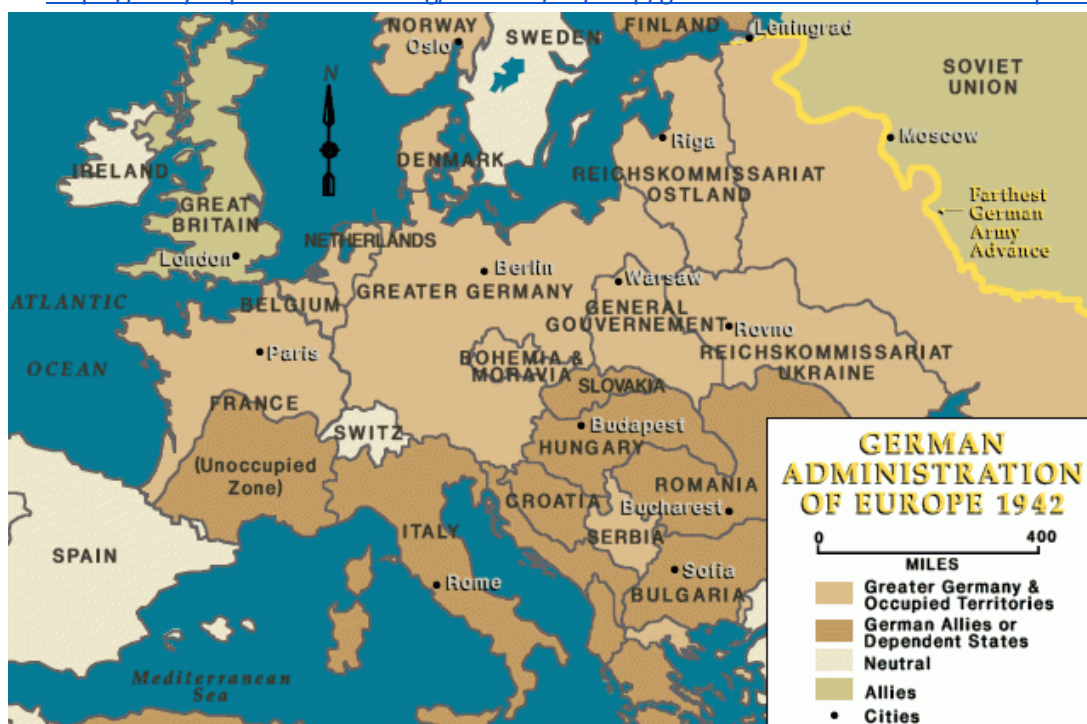 NORWAY
Oslo
SWEDEN
FINLAND
Leningrad
SOVIET
UNION
N
Moscow
Riga
IRELAND
DENMARK
REICHSKOMMISSARIAT
OSTLAND
GREAT
BRITAIN
Farthest
German
Army
Advance
NETHERLANDS
London
Berlin
Warsaw
ATLANTIC
OCEAN
BELGIUM
GREATER GERMANY
GENERAL
GOUVERNEMENT
Rovno
Paris
BOHEMIA &
MORAVIA
REICHSKOMMISSARIAT
UKRAINE
SLOVAKIA
FRANCE
SWITZ
Budapest
HUNGARY
(Unoccupied
Zone)
ROMANIA
CROATIA
Bucharest
ITALY
SERBIA
SPAIN
Rome
Sofia
BULGARIA
Mediterranean
Sea
GERMAN
ADMINISTRATION
OF EUROPE 1942
0 400
MILES
Greater Germany &
Occupied Territories
German Allies or
Dependent States
Neutral
Allies
Cities